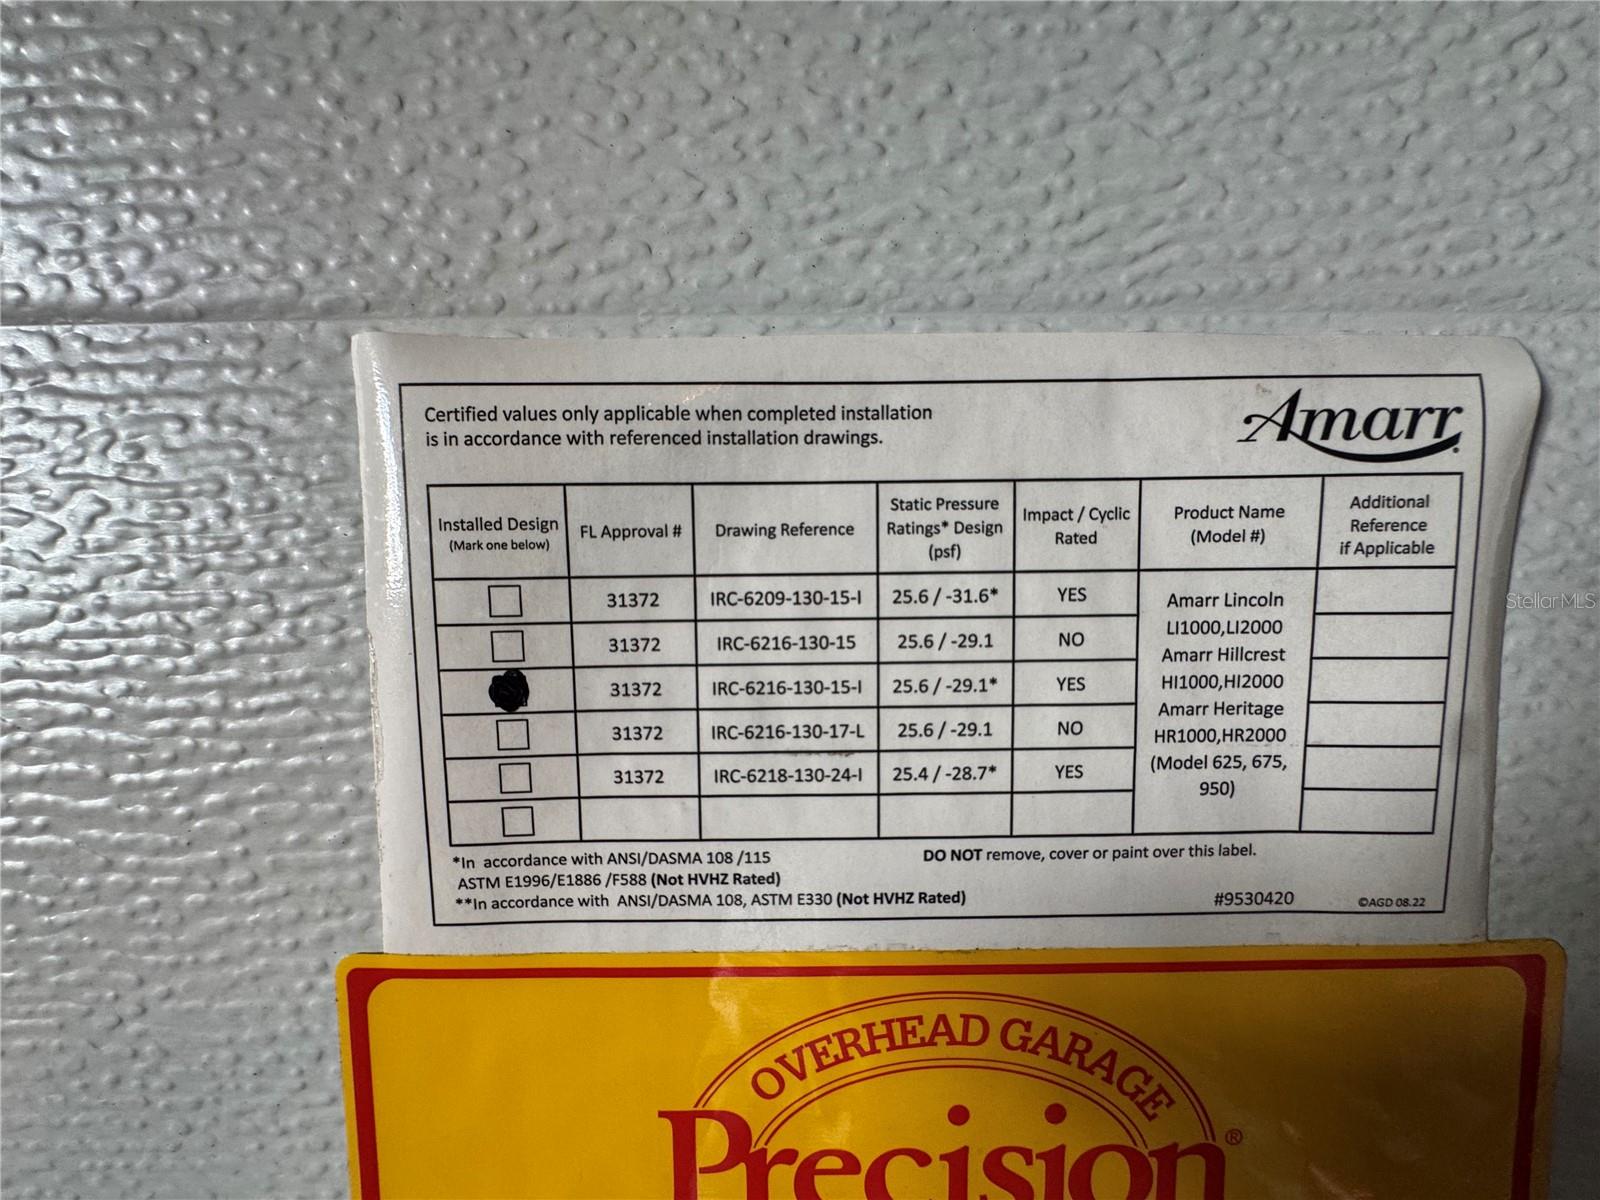 Certified values only applicable when completed installation
is in accordance with referenced installation drawings.
Amarr
Installed Design
(Mark one below)
FL Approval #
Drawing Reference
Static Pressure
Ratings* Design
(psf)
Impact / Cyclic
Rated
Product Name
(Model #)
Additional
Reference
if Applicable
31372 IRC-6209-130-15-I 25.6 / -31.6* YES
31372 IRC-6216-130-15 25.6 / -29.1 NO
31372 IRC-6216-130-15-I 25.6 / -29.1* YES
31372 IRC-6216-130-17-L 25.6 / -29.1 NO
31372 IRC-6218-130-24-I 25.4 / -28.7* YES
Amarr Lincoln
LI1000,LI2000
Amarr Hillcrest
HI1000,HI2000
Amarr Heritage
HR1000,HR2000
(Model 625, 675,
950)
*In accordance with ANSI/DASMA 108 /115
ASTM E1996/E1886 /F588 (Not HVHZ Rated)
**In accordance with ANSI/DASMA 108, ASTM E330 (Not HVHZ Rated)
DO NOT remove, cover or paint over this label.
#9530420
©AGD 08.22
OVERHEAD GARAGE
Precision®
StellarMLS